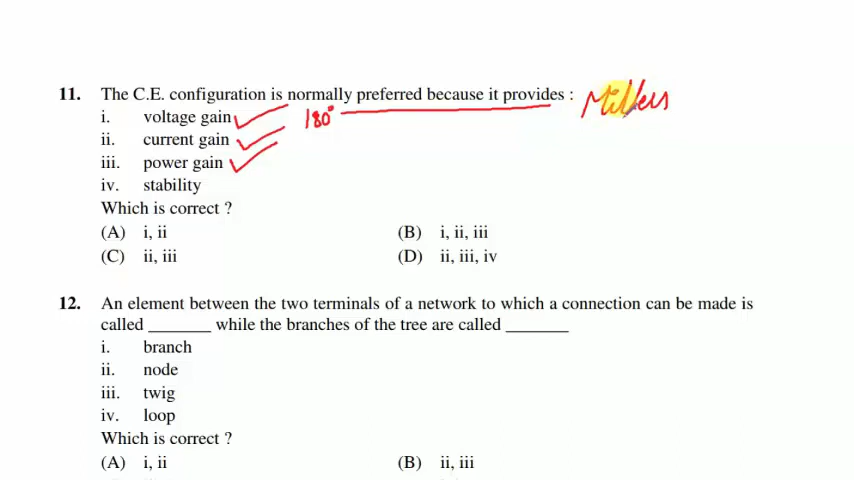 11. The C.E. configuration is normally preferred because it provides : Millers
i. voltage gain
180°
ii. current gain
iii. power gain
iv. stability
Which is correct ?
(A) i, ii (B) i, ii, iii
(C) ii, iii (D) ii, iii, iv
12. An element between the two terminals of a network to which a connection can be made is
called _______ while the branches of the tree are called _______
i. branch
ii. node
iii. twig
iv. loop
Which is correct ?
(A) i, ii (B) ii, iii